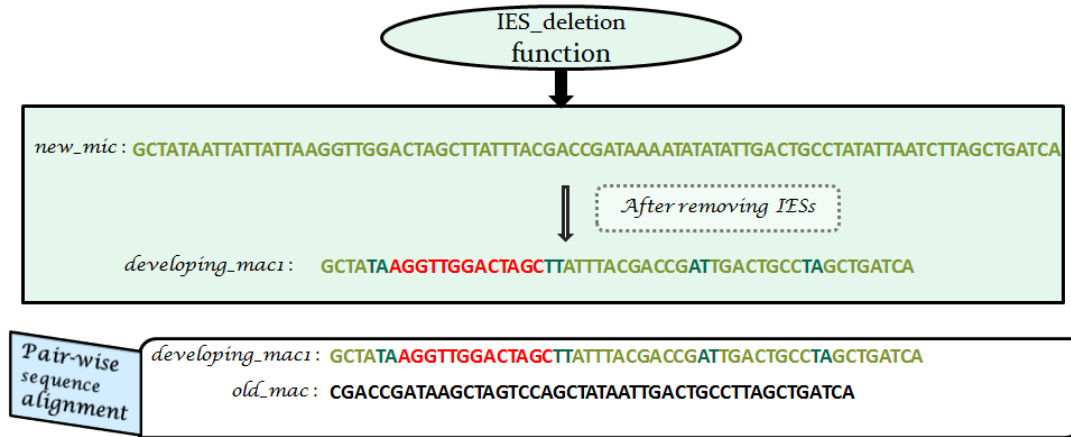 IES_deletion
function
new_mic : GCTATAATTATTATTAAGGTTGGACTAGCTTATTTACGACCGATAAAATATATATTGACTGCCTATATTAATCTTAGCTGATCA
After removing IESs
developing_mac1 : GCTATAAGGTTGGACTAGCTTATTTACGACCGATTGACTGCCTAGCTGATCA
Pair-wise
sequence
alignment
developing_mac1 : GCTATAAGGTTGGACTAGCTTATTTACGACCGATTGACTGCCTAGCTGATCA
old_mac : CGACCGATAAGCTAGTCCAGCTATAATTGACTGCCTTAGCTGATCA